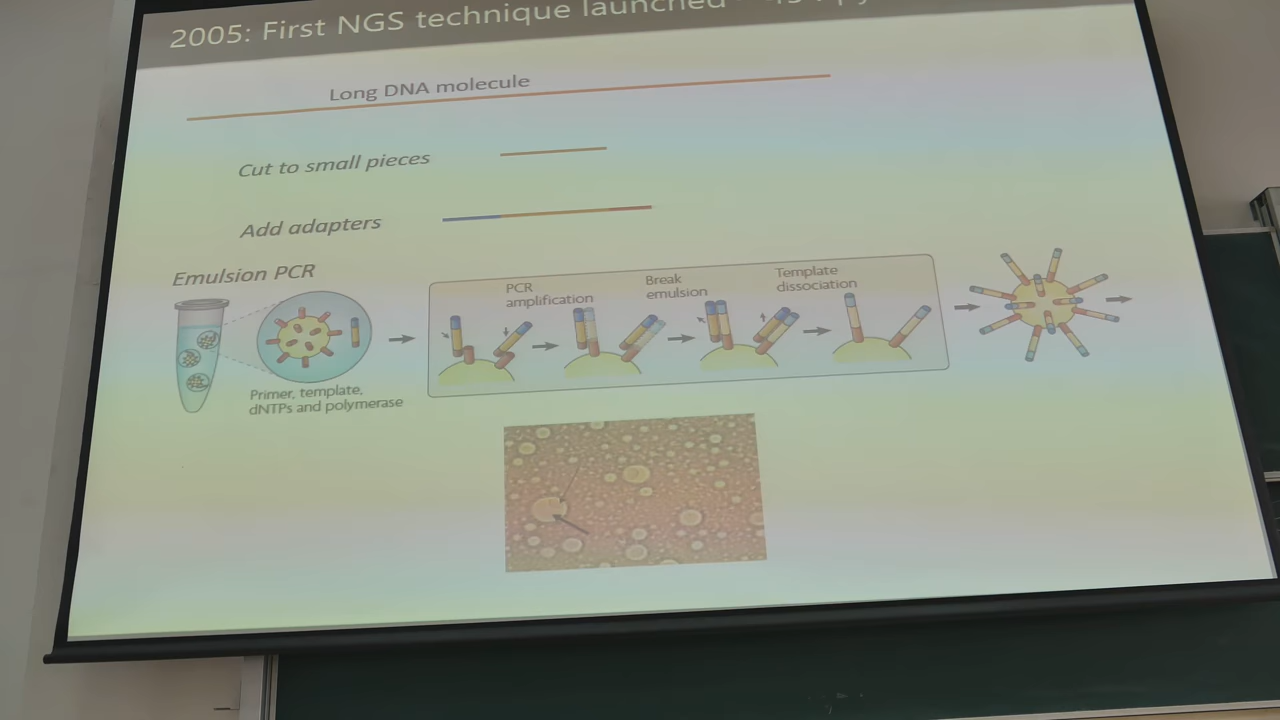 2005: First NGS technique launched
Long DNA molecule
Cut to small pieces
Add adapters
Emulsion PCR
PCR
amplification
Break
emulsion
Template
dissociation
Primer, template,
dNTPs and polymerase